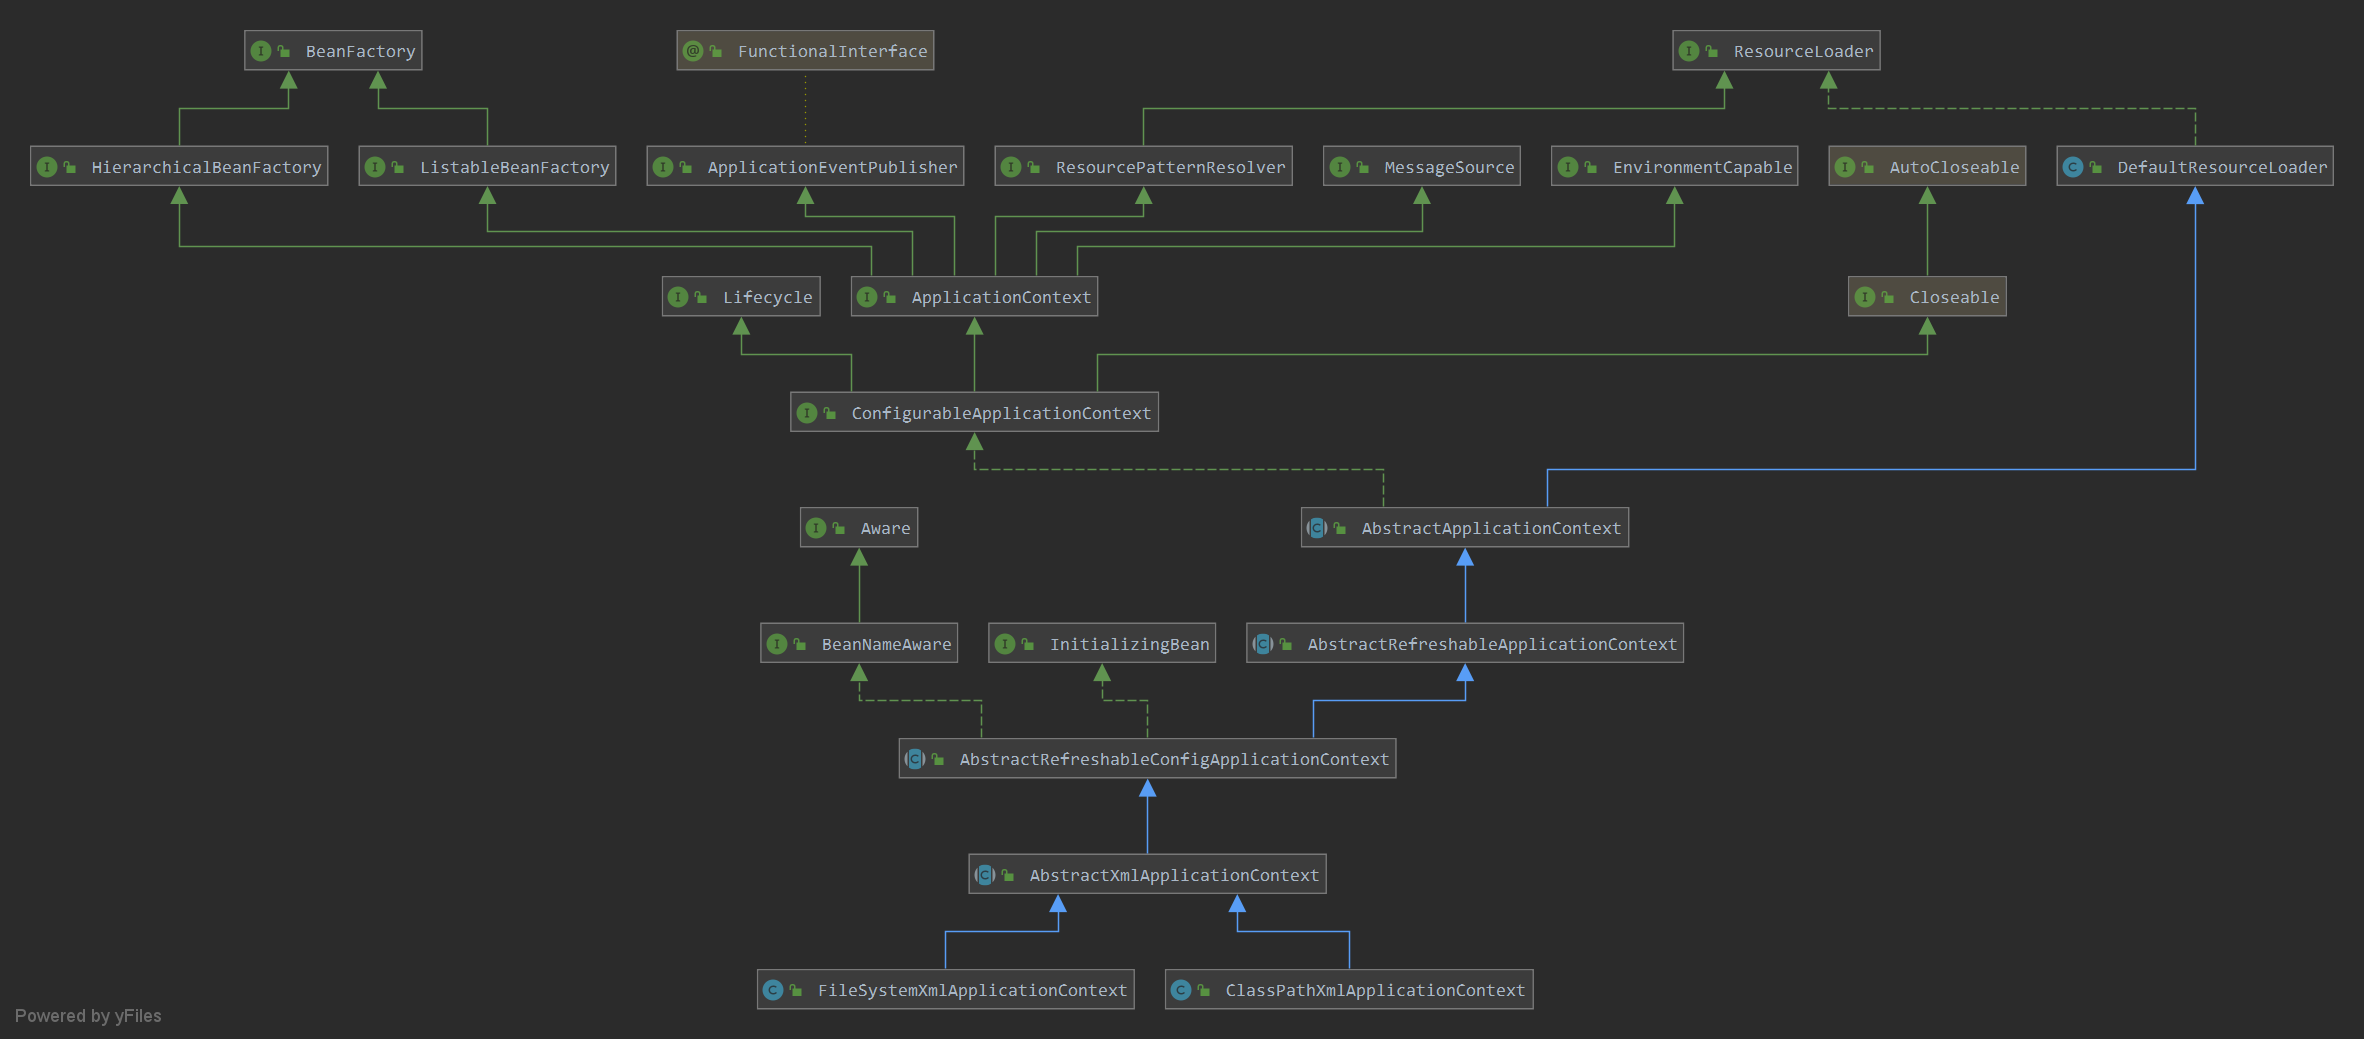 BeanFactory
FunctionalInterface
ResourceLoader
HierarchicalBeanFactory
ListableBeanFactory
ApplicationEventPublisher
ResourcePatternResolver
MessageSource
EnvironmentCapable
AutoCloseable
DefaultResourceLoader
Lifecycle
ApplicationContext
Closeable
ConfigurableApplicationContext
Aware
AbstractApplicationContext
BeanNameAware
InitializingBean
AbstractRefreshableApplicationContext
AbstractRefreshableConfigApplicationContext
AbstractXmlApplicationContext
FileSystemXmlApplicationContext
ClassPathXmlApplicationContext
Powered by yFiles